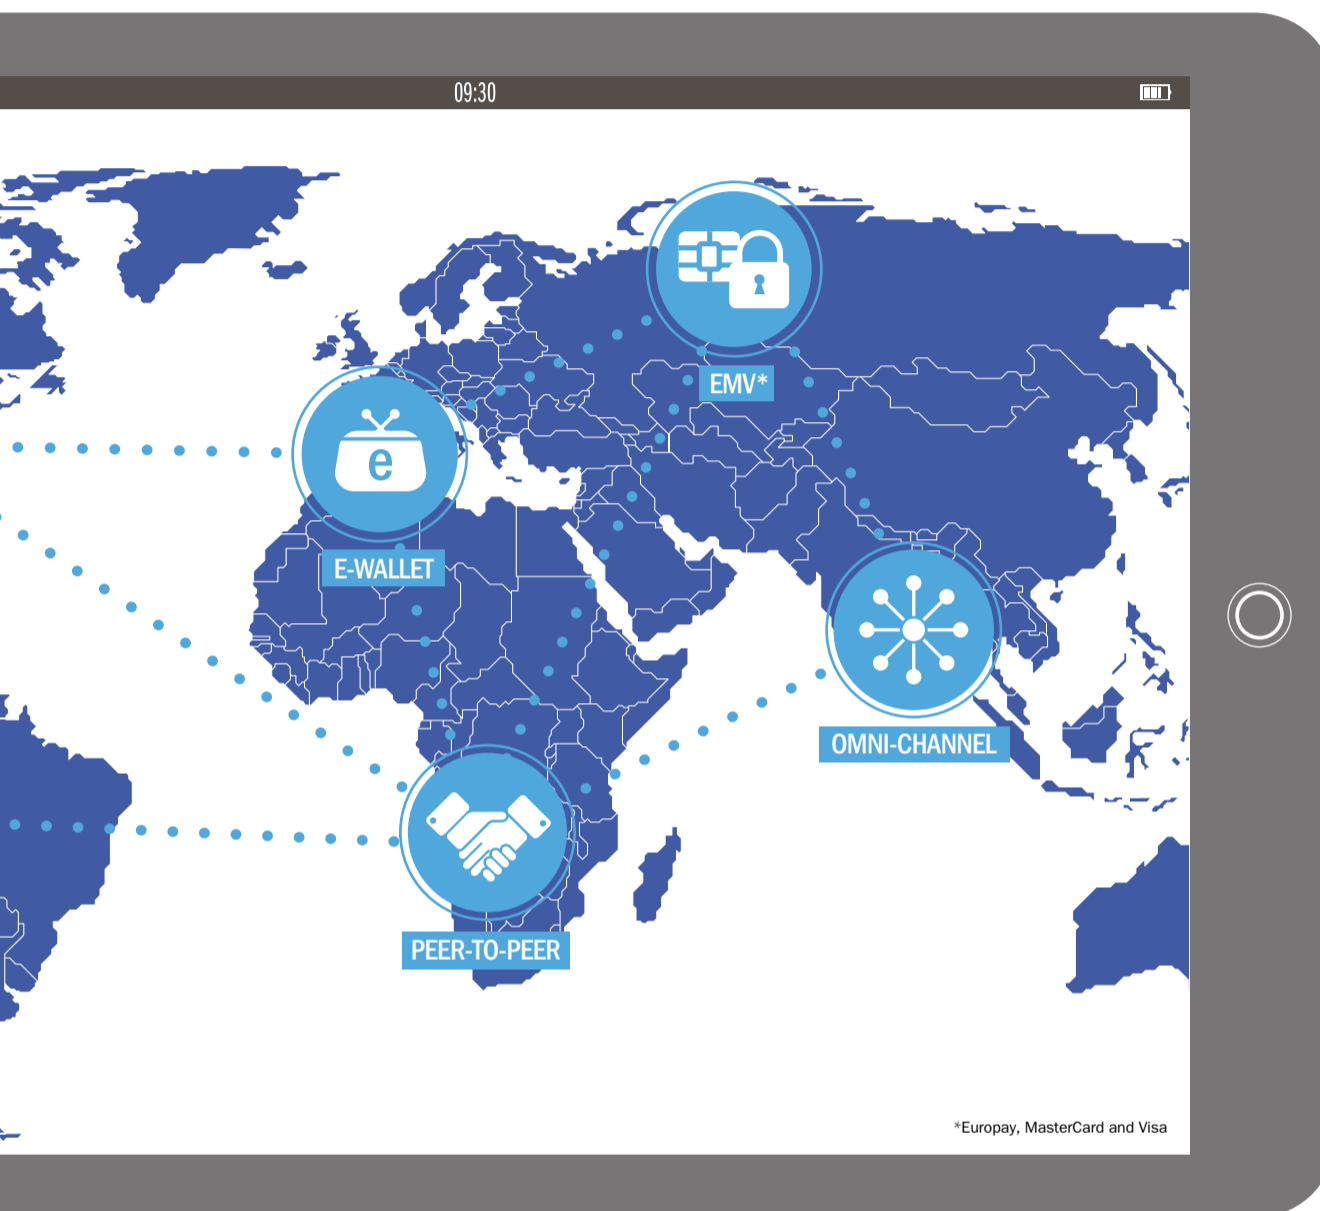 09:30
EMV*
e
E-WALLET
OMNI-CHANNEL
PEER-TO-PEER
*Europay, MasterCard and Visa